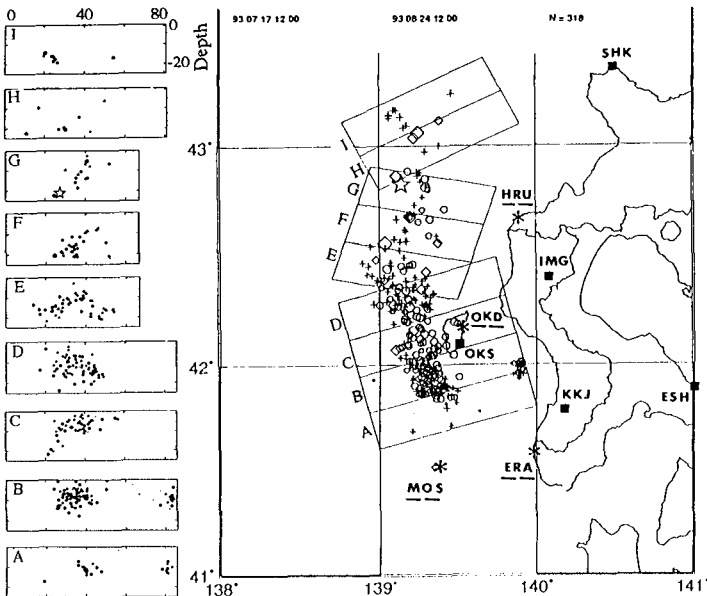 0 40 80
0
-20
Depth
I
H
G
F
E
D
C
B
A
93 07 17 12 00 93 08 24 12 00 N = 318
SHK
43°
I
H
G
HRU
F
IMG
E
OKD
D
OKS
42°
C
KKJ
ESH
B
A
MOS
ERA
41°
138° 139° 140° 141°